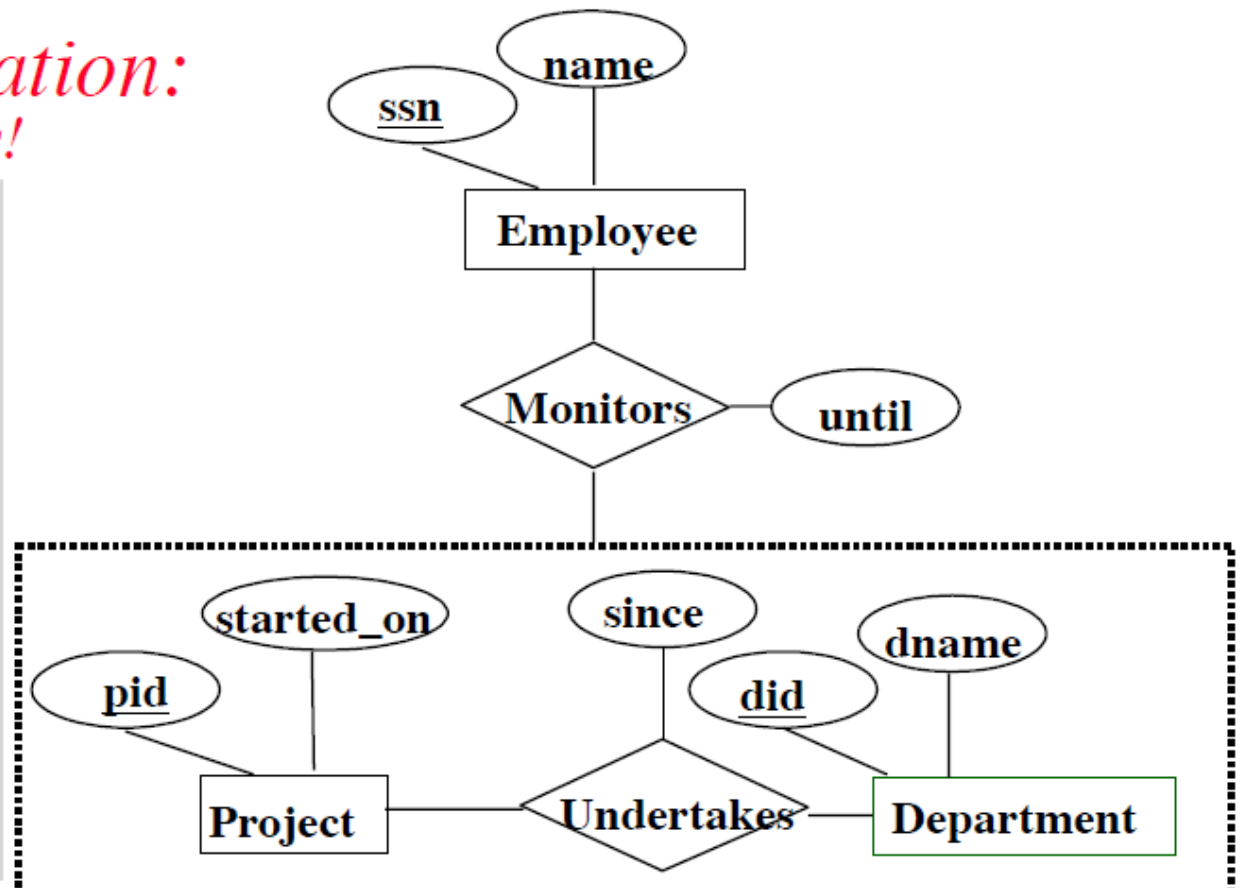 ation:
!
name
ssn
Employee
Monitors
until
started_on
since
dname
pid
did
Project
Undertakes
Department